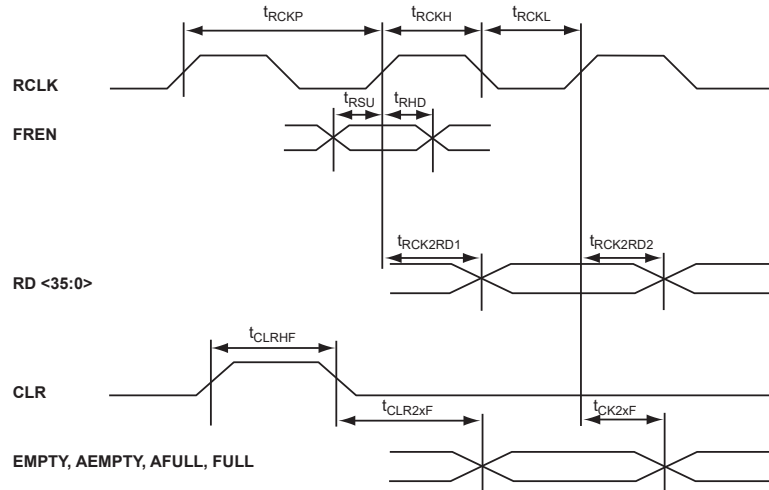 tRCKP tRCKH tRCKL
RCLK
tRSU tRHD
FREN
tRCK2RD1 tRCK2RD2
RD <35:0>
tCLRHF
CLR
tCLR2xF tCK2xF
EMPTY, AEMPTY, AFULL, FULL